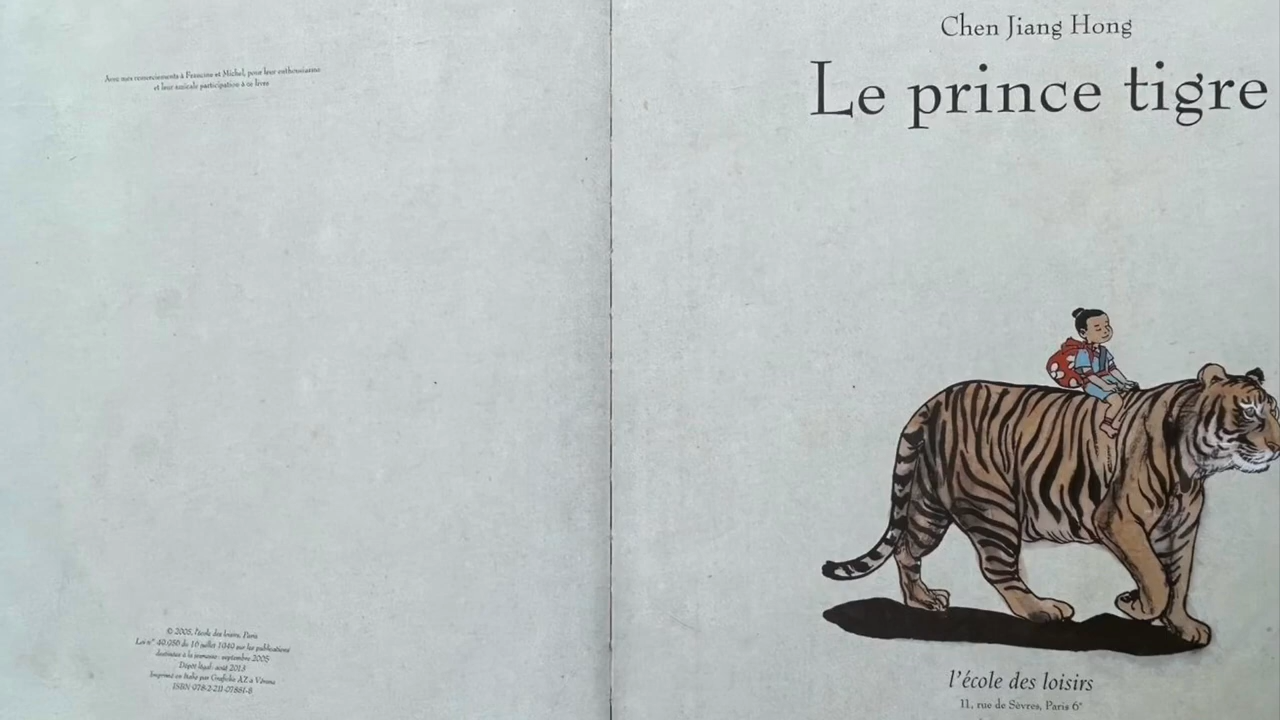 Avec mes remerciements à Francine et Michel, pour leur enthousiasme
et leur amicale participation à ce livre
© 2005, l'école des loisirs, Paris
Loi n° 49.956 du 16 juillet 1949 sur les publications
destinées à la jeunesse: septembre 2005
Dépôt légal: août 2013
Imprimé en Italie par Grafiche AZ à Vérone
ISBN 978-2-211-07881-8
Chen Jiang Hong
Le prince tigre
l'école des loisirs
11, rue de Sèvres, Paris 6e